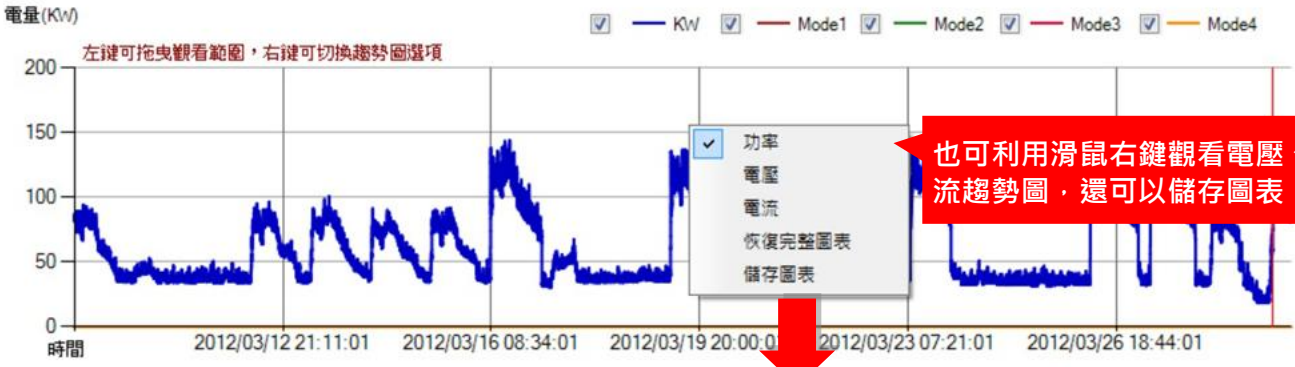 電量(KW)
KW Mode1 Mode2 Mode3 Mode4
左鍵可拖曳觀看範圍，右鍵可切換趨勢圖選項
200
150
100
50
0
功率
電壓
電流
恢復完整圖表
儲存圖表
也可利用滑鼠右鍵觀看電壓
流趨勢圖，還可以儲存圖表
時間
2012/03/12 21:11:01 2012/03/16 08:34:01 2012/03/19 20:00:0 2012/03/23 07:21:01 2012/03/26 18:44:01